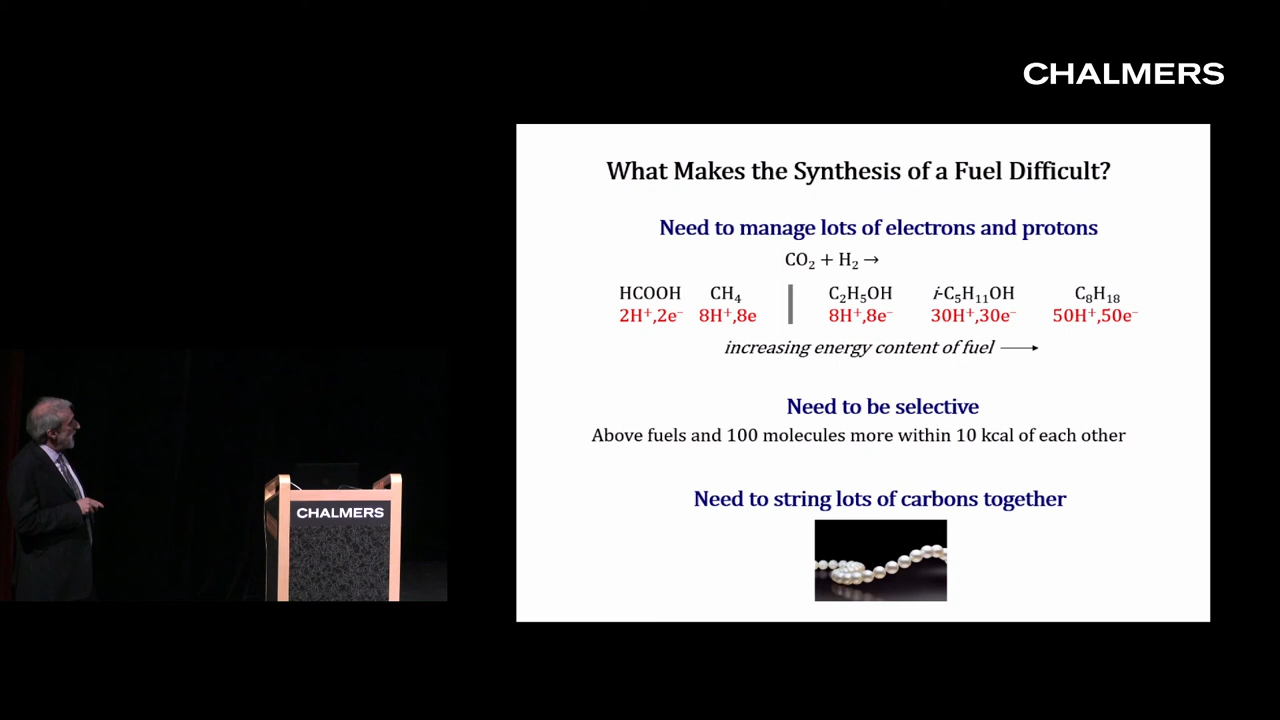 CHALMERS
What Makes the Synthesis of a Fuel Difficult?
Need to manage lots of electrons and protons
CO₂ + H₂ →
HCOOH CH₄ C₂H₅OH i-C₅H₁₁OH C₈H₁₈
2H⁺,2e⁻ 8H⁺,8e 8H⁺,8e⁻ 30H⁺,30e⁻ 50H⁺,50e⁻
increasing energy content of fuel →
Need to be selective
Above fuels and 100 molecules more within 10 kcal of each other
Need to string lots of carbons together
CHALMERS